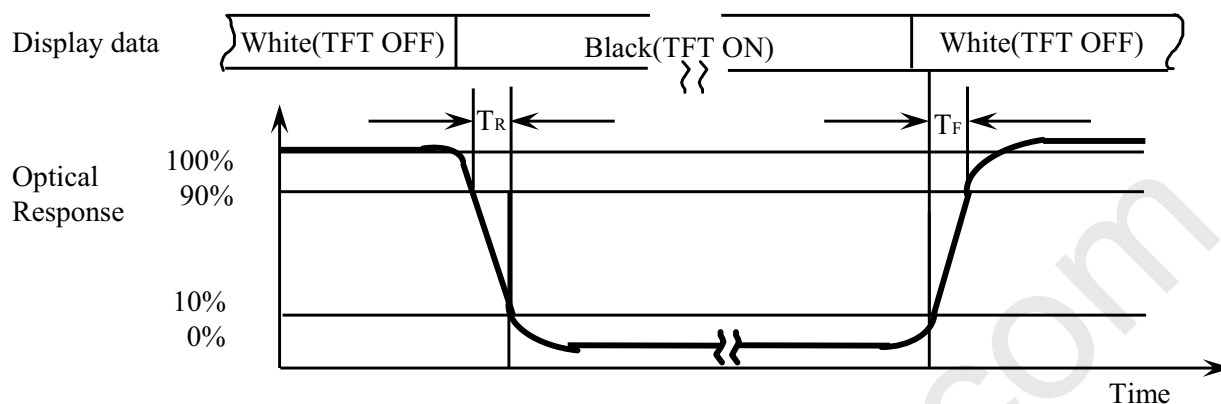 Display data
White(TFT OFF)
Black(TFT ON)
White(TFT OFF)
TR
TF
Optical
Response
100%
90%
10%
0%
Time
com